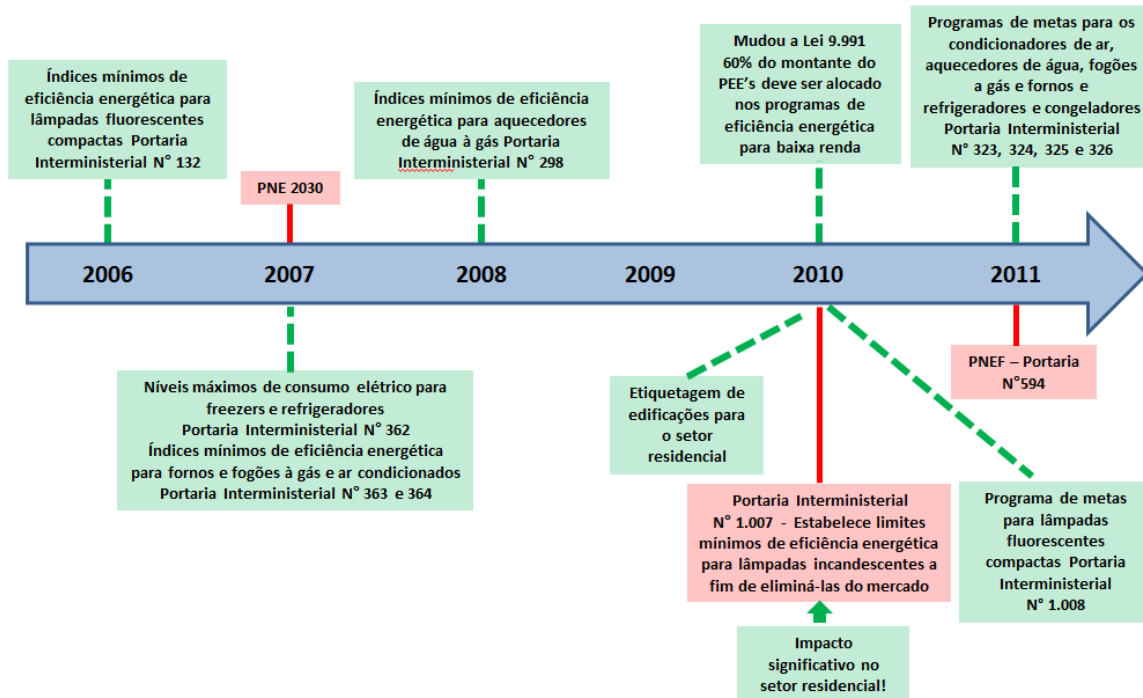 Índices mínimos de
eficiência energética para
lâmpadas fluorescentes
compactas Portaria
Interministerial N° 132
PNE 2030
Índices mínimos de eficiência
energética para aquecedores
de água à gás Portaria
Interministerial N° 298
Mudou a Lei 9.991
60% do montante do
PEE's deve ser alocado
nos programas de
eficiência energética
para baixa renda
Programas de metas para os
condicionadores de ar,
aquecedores de água, fogões
a gás e fornos e
refrigeradores e congeladores
Portaria Interministerial
N° 323, 324, 325 e 326
2006
2007
2008
2009
2010
2011
Níveis máximos de consumo elétrico para
freezers e refrigeradores
Portaria Interministerial N° 362
Índices mínimos de eficiência energética
para fornos e fogões à gás e ar condicionados
Portaria Interministerial N° 363 e 364
Etiquetagem de
edificações para
o setor
residencial
PNEF – Portaria
N°594
Portaria Interministerial
N° 1.007 - Estabelece limites
mínimos de eficiência energética
para lâmpadas incandescentes a
fim de eliminá-las do mercado
Programa de metas
para lâmpadas
fluorescentes
compactas Portaria
Interministerial
N° 1.008
Impacto
significativo no
setor residencial!